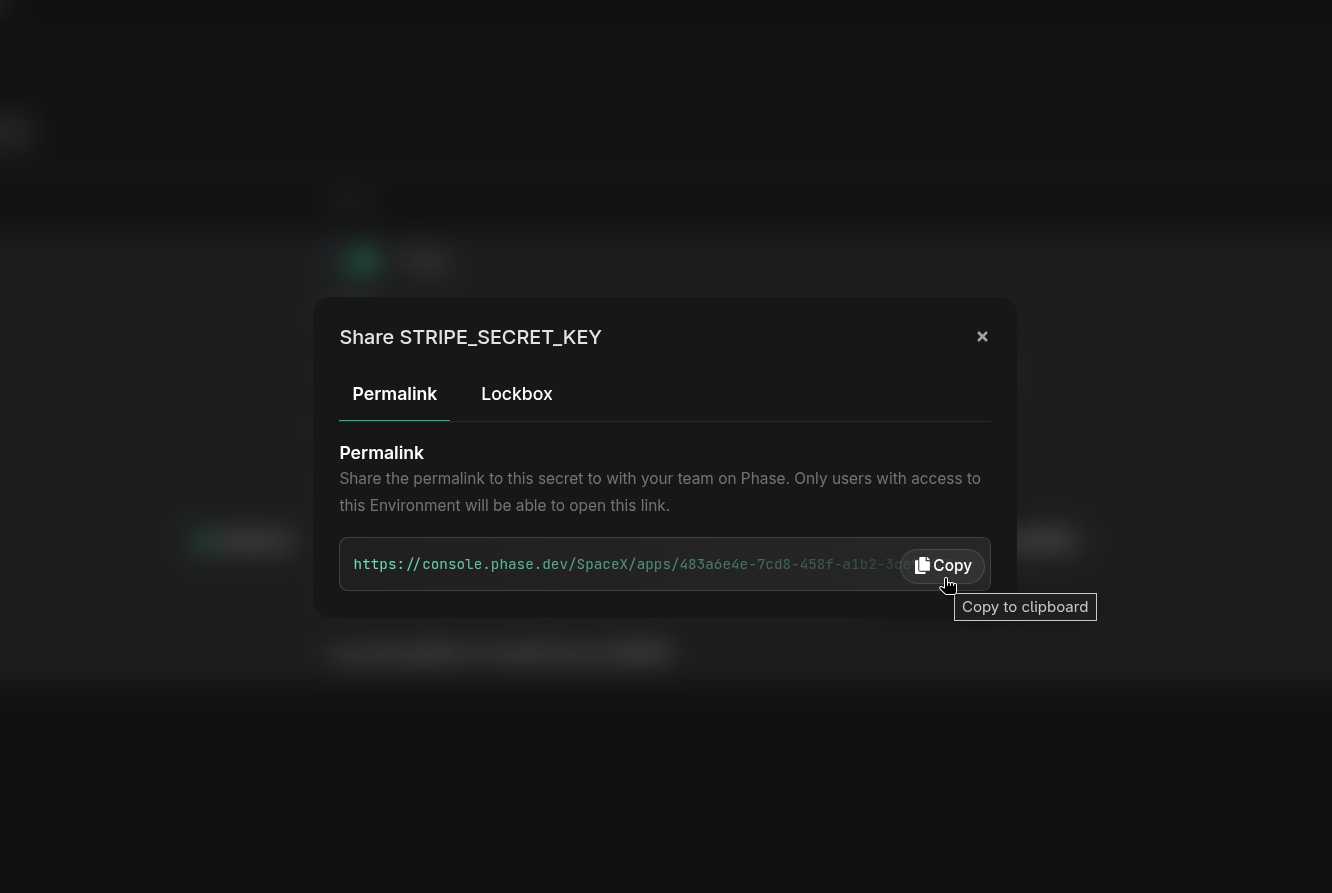 Share STRIPE_SECRET_KEY
Permalink Lockbox
Permalink
Share the permalink to this secret to with your team on Phase. Only users with access to
this Environment will be able to open this link.
https://console.phase.dev/SpaceX/apps/483a6e4e-7cd8-458f-a1b2-3 Copy
Copy to clipboard